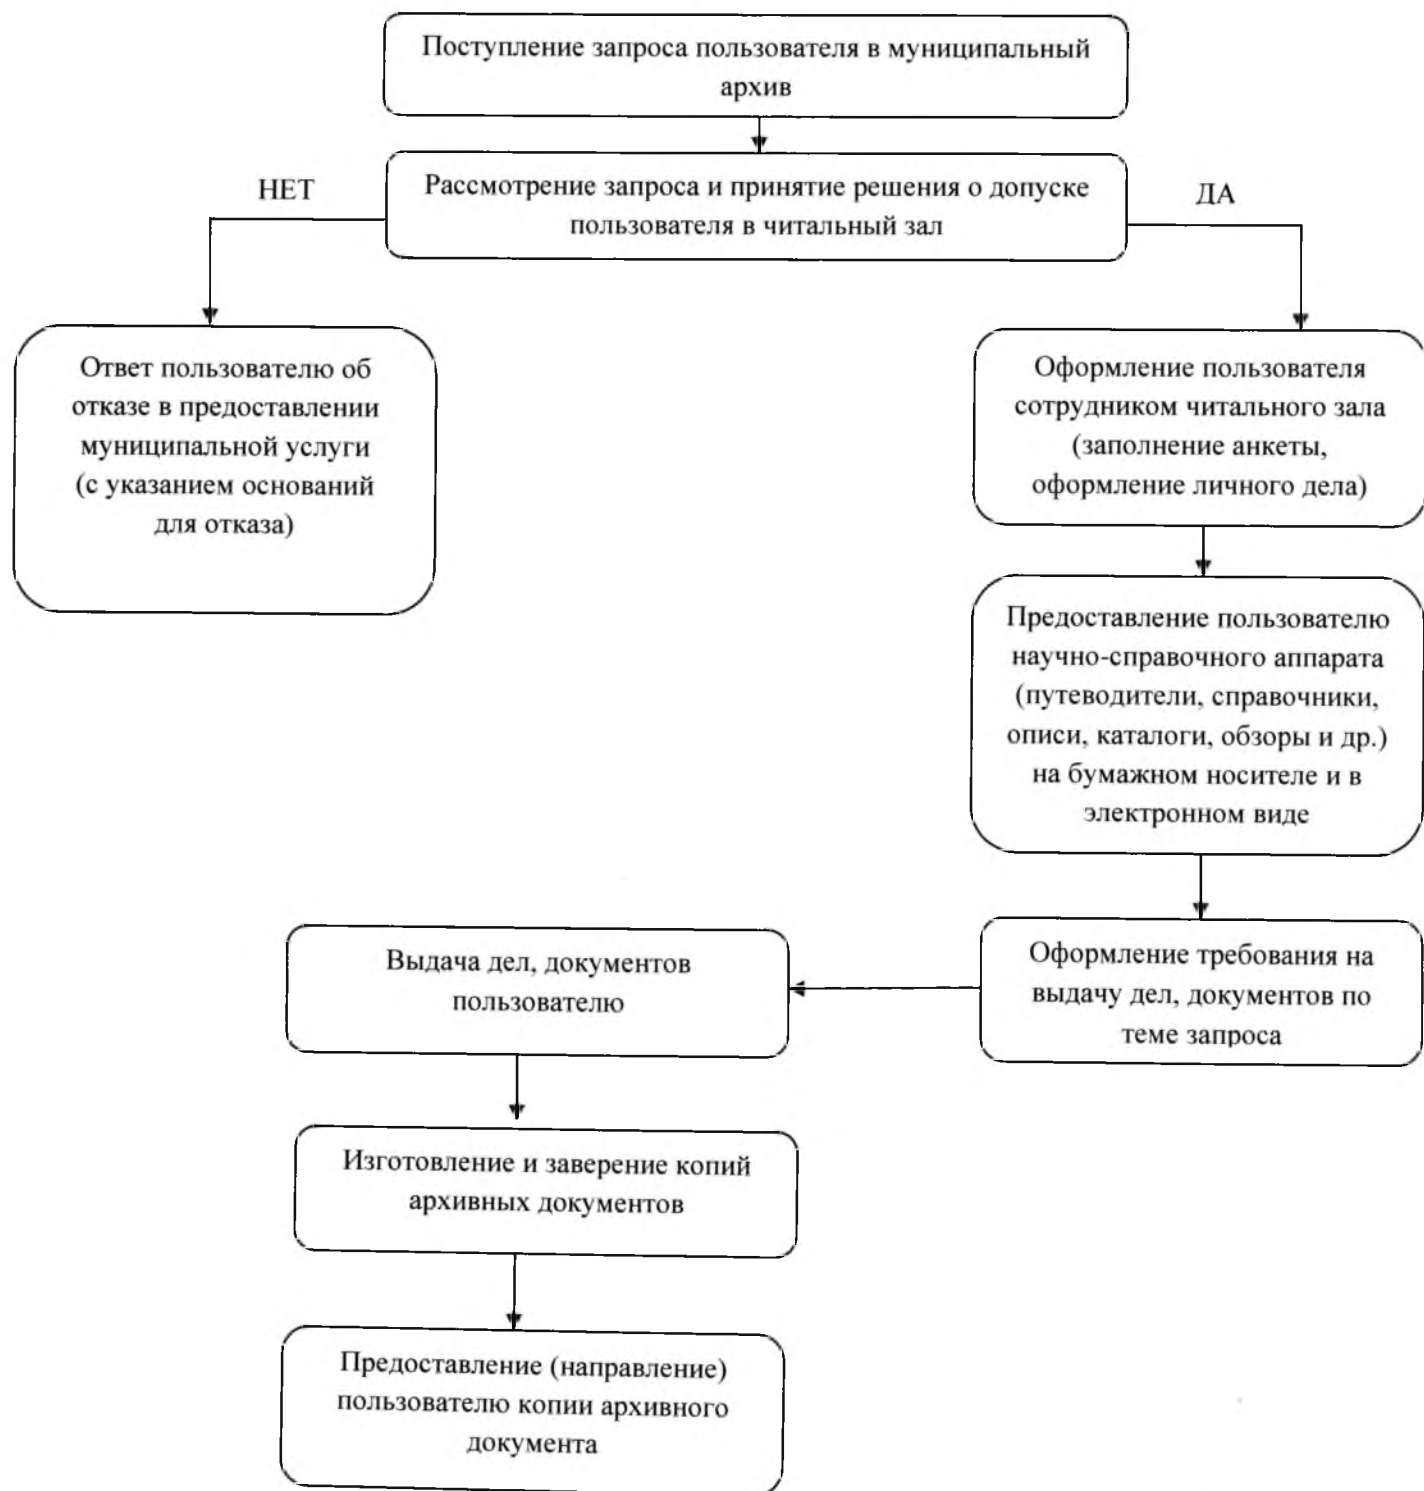 Поступление запроса пользователя в муниципальный
архив
Рассмотрение запроса и принятие решения о допуске
пользователя в читальный зал
НЕТ
ДА
Ответ пользователю об
отказе в предоставлении
муниципальной услуги
(с указанием оснований
для отказа)
Оформление пользователя
сотрудником читального зала
(заполнение анкеты,
оформление личного дела)
Предоставление пользователю
научно-справочного аппарата
(путеводители, справочники,
описи, каталоги, обзоры и др.)
на бумажном носителе и в
электронном виде
Оформление требования на
выдачу дел, документов по
теме запроса
Выдача дел, документов
пользователю
Изготовление и заверение копий
архивных документов
Предоставление (направление)
пользователю копии архивного
документа